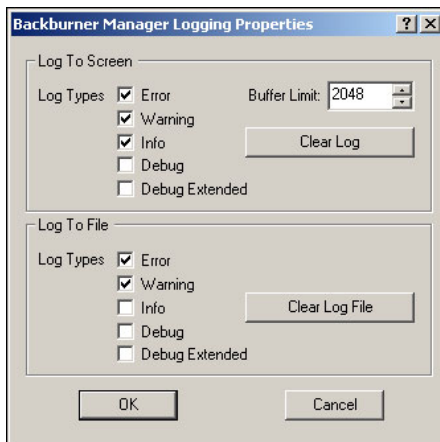 Backburner Manager Logging Properties
Log To Screen
Log Types Error Buffer Limit: 2048
Warning
Info Clear Log
Debug
Debug Extended
Log To File
Log Types Error
Warning
Info Clear Log File
Debug
Debug Extended
OK Cancel